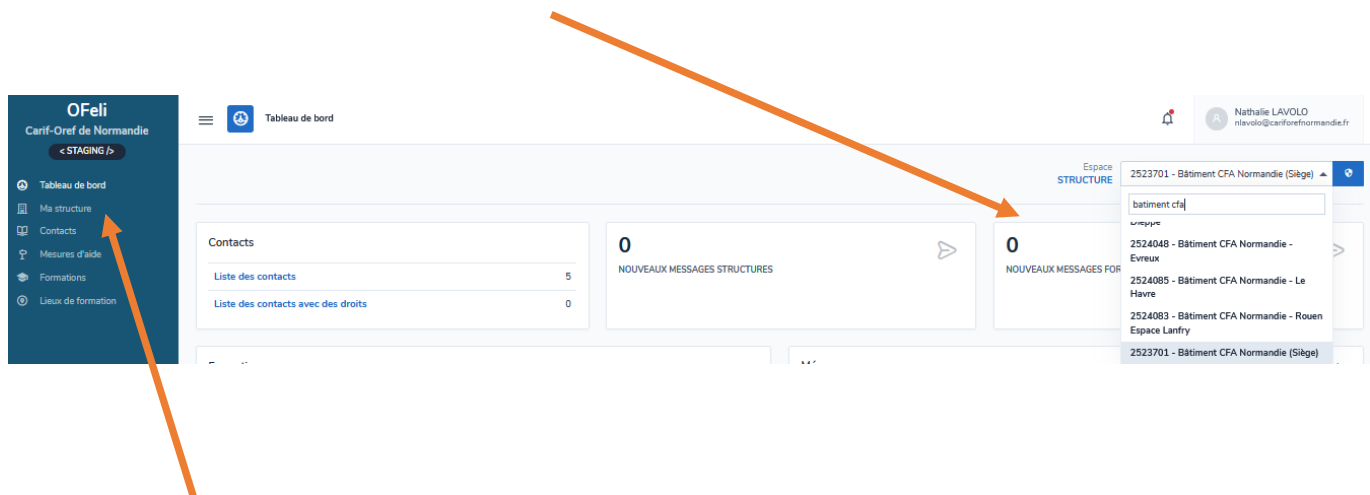 OFeli
Carif-Oref de Normandie
< STAGING />
Tableau de bord
Ma structure
Contacts
Mesures d'aide
Formations
Lieux de formation
Tableau de bord
Nathalie LAVOLO
nlavolo@cariforefnormandie.fr
Espace
STRUCTURE
2523701 - Bâtiment CFA Normandie (Siège)
batiment cfa
Dieppe
2524048 - Bâtiment CFA Normandie -
Evreux
2524085 - Bâtiment CFA Normandie - Le
Havre
2524083 - Bâtiment CFA Normandie - Rouen
Espace Lanfry
2523701 - Bâtiment CFA Normandie (Siège)
Contacts
Liste des contacts 5
Liste des contacts avec des droits 0
0
NOUVEAUX MESSAGES STRUCTURES
0
NOUVEAUX MESSAGES FOR